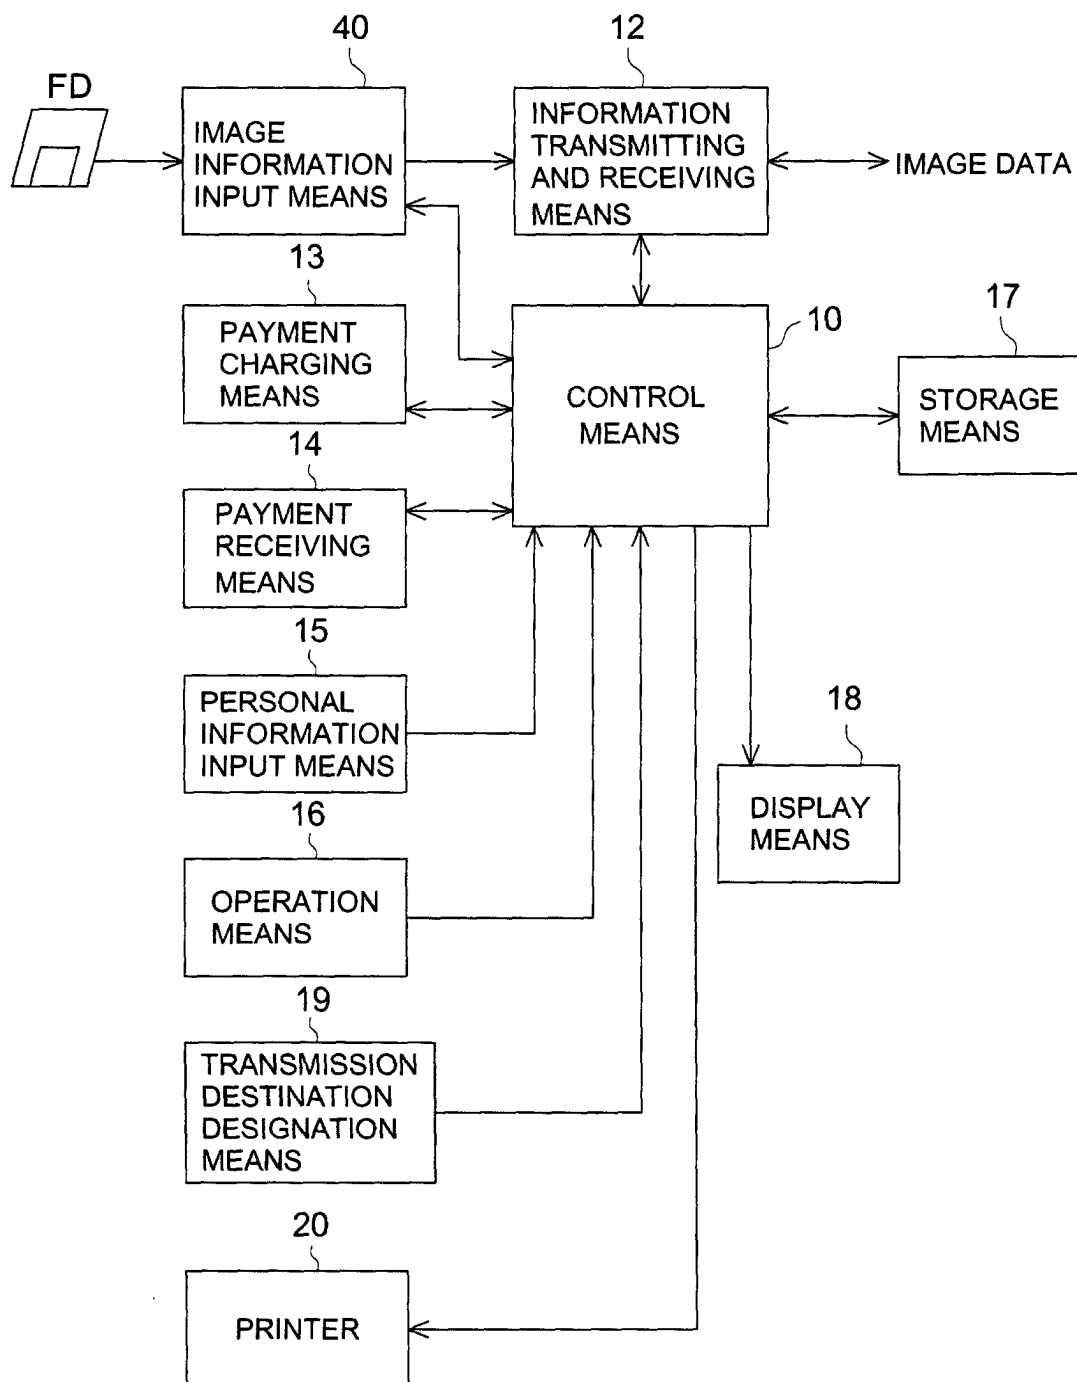 40
12
FD
IMAGE
INFORMATION
INPUT MEANS
INFORMATION
TRANSMITTING
AND RECEIVING
MEANS
IMAGE DATA
13
PAYMENT
CHARGING
MEANS
10
CONTROL
MEANS
17
STORAGE
MEANS
14
PAYMENT
RECEIVING
MEANS
15
PERSONAL
INFORMATION
INPUT MEANS
18
DISPLAY
MEANS
16
OPERATION
MEANS
19
TRANSMISSION
DESTINATION
DESIGNATION
MEANS
20
PRINTER